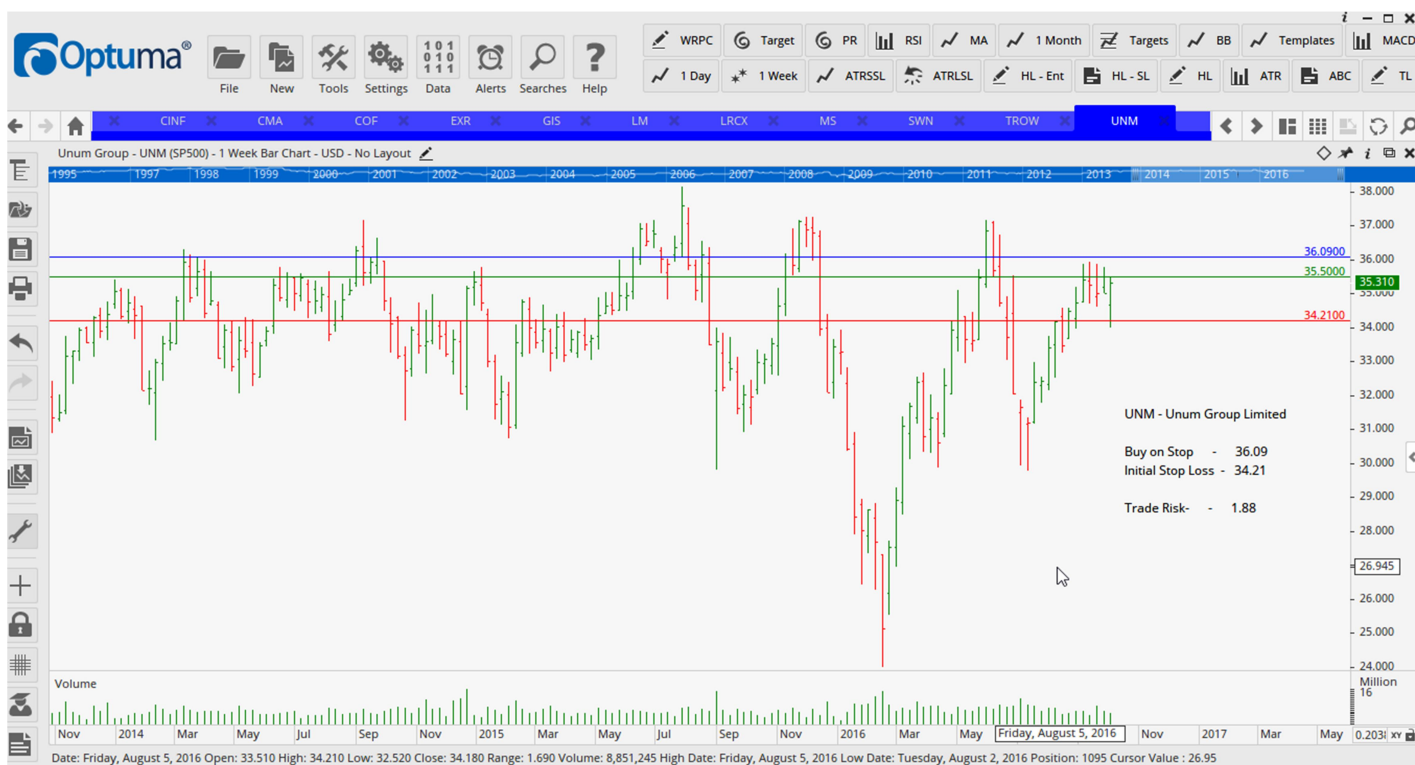 i
Optuma®
File New Tools Settings Data Alerts Searches Help
WRPC Target PR RSI MA 1 Month Targets BB Templates MACD
1 Day 1 Week ATRSSL ATRLSL HL - Ent HL - SL HL ATR ABC TL
CINF CMA COF EXR GIS LM LRCX MS SWN TROW UNM
Unum Group - UNM (SP500) - 1 Week Bar Chart - USD - No Layout
1995 1997 1998 1999 2000 2001 2002 2003 2004 2005 2006 2007 2008 2009 2010 2011 2012 2013 2014 2015 2016
38.000
37.000
36.0900
36.000
35.5000
35.310
35.000
34.2100
34.000
33.000
32.000
31.000
30.000
29.000
28.000
26.945
26.000
25.000
24.000
UNM - Unum Group Limited
Buy on Stop - 36.09
Initial Stop Loss - 34.21
Trade Risk- - 1.88
Volume
Million
16
Nov 2014 Mar May Jul Sep Nov 2015 Mar May Jul Sep Nov 2016 Mar May Friday, August 5, 2016 Nov 2017 Mar May
XY
Date: Friday, August 5, 2016 Open: 33.510 High: 34.210 Low: 32.520 Close: 34.180 Range: 1.690 Volume: 8,851,245 High Date: Friday, August 5, 2016 Low Date: Tuesday, August 2, 2016 Position: 1095 Cursor Value : 26.95